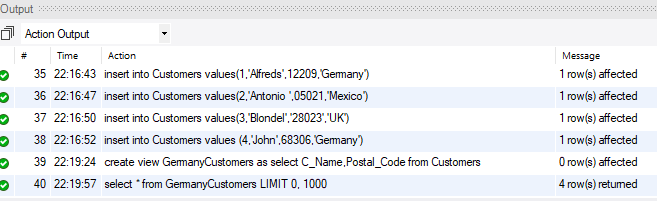 Output
Action Output
# Time Action Message
35 22:16:43 insert into Customers values(1,'Alfreds',12209,'Germany') 1 row(s) affected
36 22:16:47 insert into Customers values(2,'Antonio ',05021,'Mexico') 1 row(s) affected
37 22:16:50 insert into Customers values(3,'Blondel','28023','UK') 1 row(s) affected
38 22:16:52 insert into Customers values (4,'John',68306,'Germany') 1 row(s) affected
39 22:19:24 create view GermanyCustomers as select C_Name,Postal_Code from Customers 0 row(s) affected
40 22:19:57 select * from GermanyCustomers LIMIT 0, 1000 4 row(s) returned